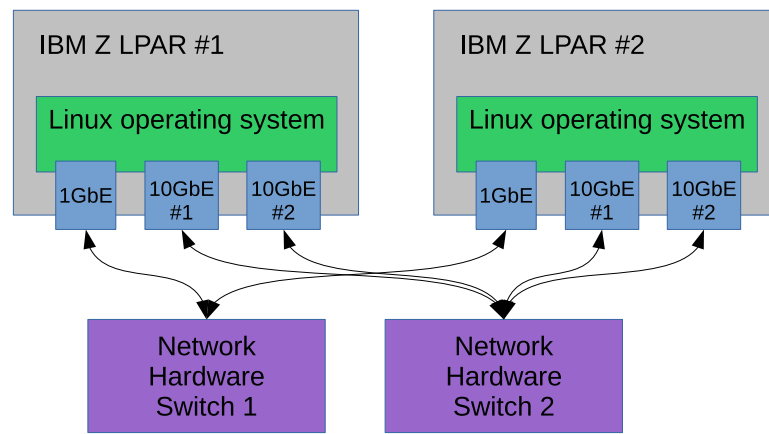 IBM Z LPAR #1
IBM Z LPAR #2
Linux operating system
Linux operating system
1GbE
10GbE
#1
10GbE
#2
1GbE
10GbE
#1
10GbE
#2
Network
Hardware
Switch 1
Network
Hardware
Switch 2